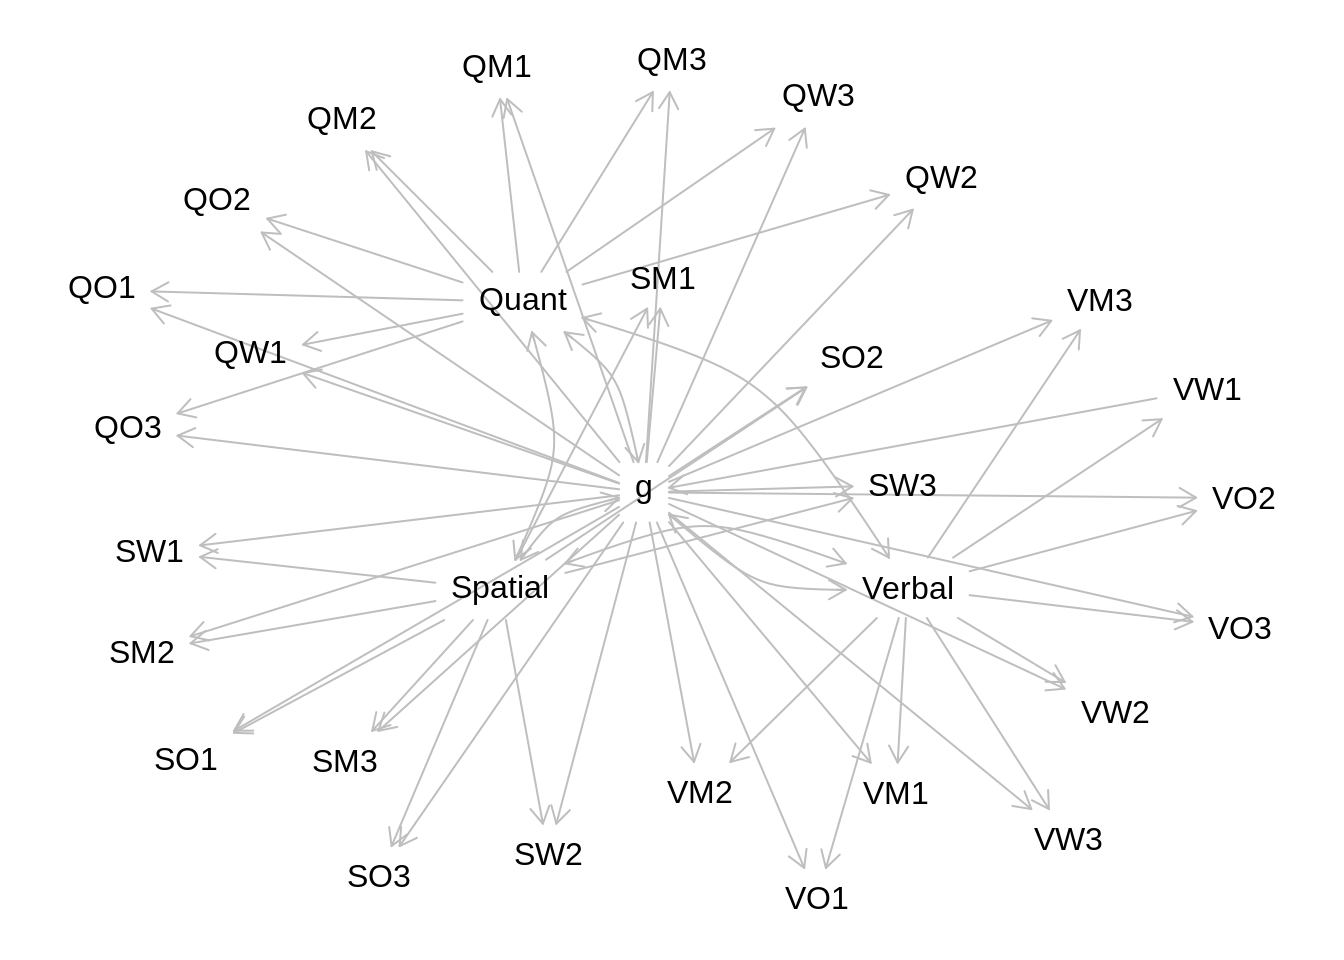 QM3
QM1
QW3
QM2
QW2
QO2
SM1
QO1
Quant
VM3
QW1
SO2
VW1
QO3
g
SW3
VO2
SW1
Spatial
Verbal
VO3
SM2
VW2
SO1
SM3
VM2
VM1
VW3
SW2
SO3
VO1